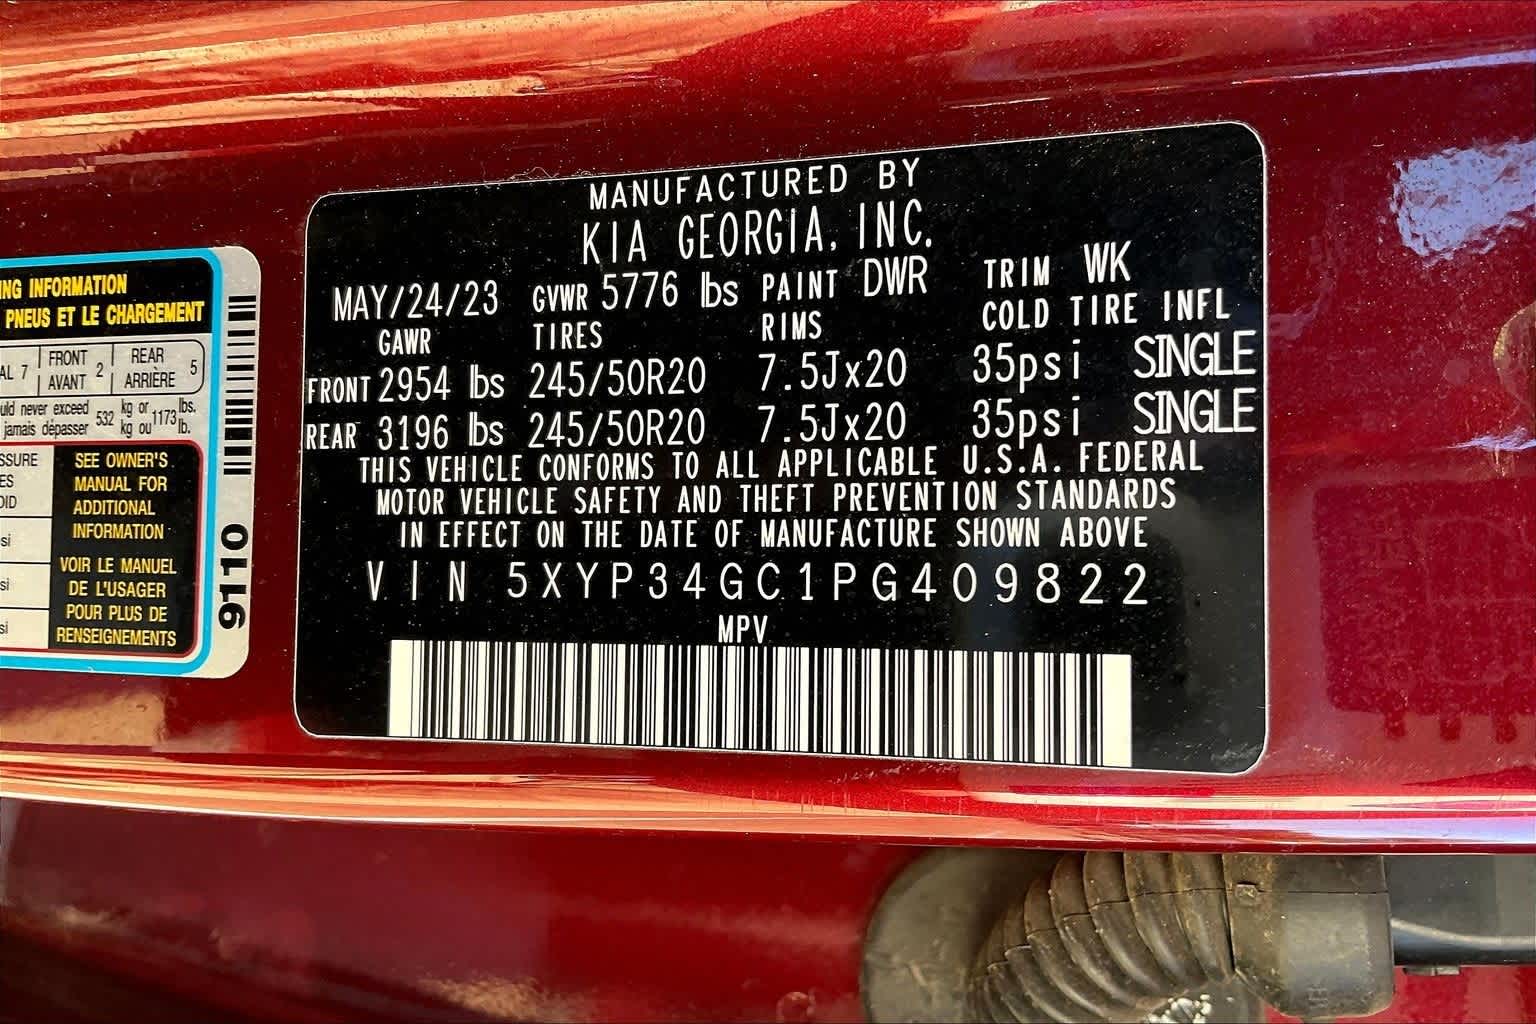 MANUFACTURED BY
KIA GEORGIA, INC.
MAY/24/23 GVWR 5776 lbs PAINT DWR TRIM WK
GAWR TIRES RIMS COLD TIRE INFL
FRONT 2954 lbs 245/50R20 7.5Jx20 35psi SINGLE
REAR 3196 lbs 245/50R20 7.5Jx20 35psi SINGLE
THIS VEHICLE CONFORMS TO ALL APPLICABLE U.S.A. FEDERAL
MOTOR VEHICLE SAFETY AND THEFT PREVENTION STANDARDS
IN EFFECT ON THE DATE OF MANUFACTURE SHOWN ABOVE
VIN 5XYP34GC1PG409822
MPV
INFORMATION
PNEUS ET LE CHARGEMENT
7 FRONT 2 REAR 5
AVANT ARRIÈRE
never exceed 532 kg or 1173 lbs.
jamais dépasser kg ou lb.
SEE OWNER'S
MANUAL FOR
ADDITIONAL
INFORMATION
VOIR LE MANUEL
DE L'USAGER
POUR PLUS DE
RENSEIGNEMENTS
9110